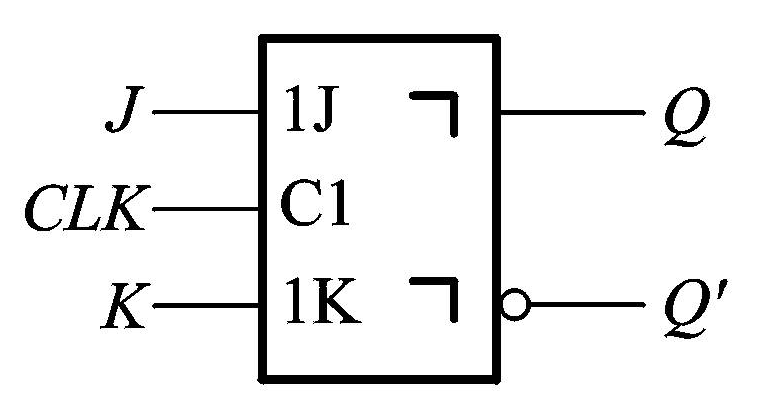 J 1J Q
CLK C1
K 1K Q'